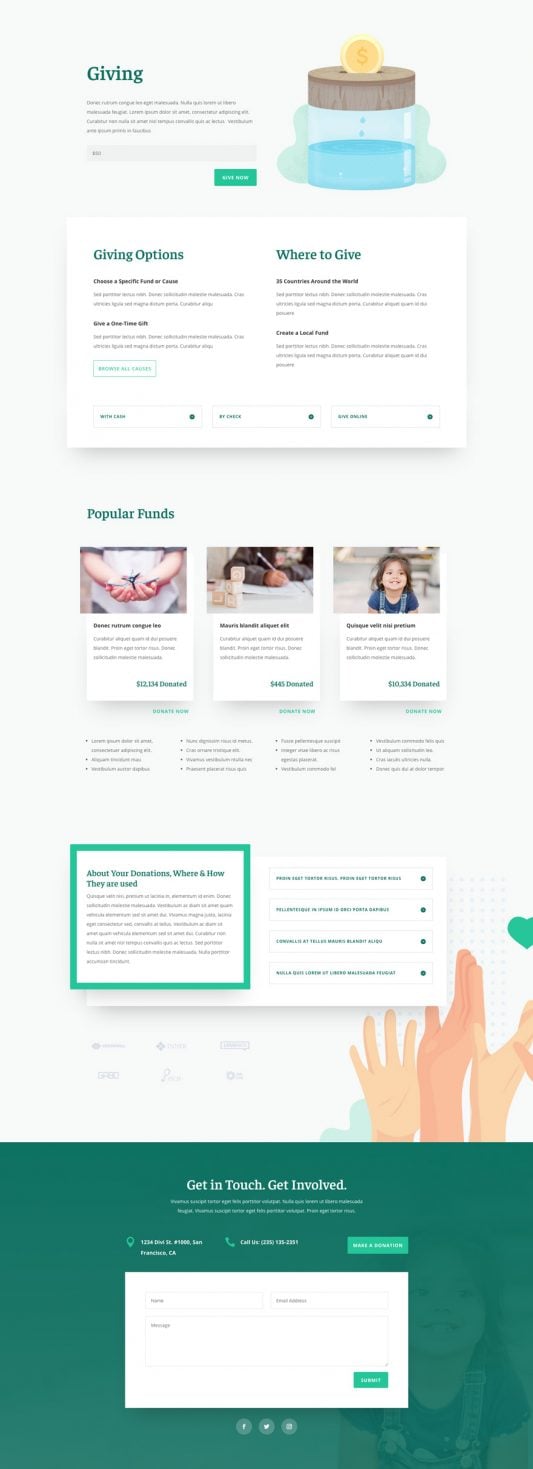 Giving
Donec rutrum congue leo eget malesuada. Nulla quis lorem ut libero
malesuada feugiat. Lorem ipsum dolor sit amet, consectetur adipiscing elit.
Curabitur non nulla sit amet nisl tempus convallis quis ac lectus. Vestibulum
ante ipsum primis in faucibus
$50
GIVE NOW
$
Giving Options
Choose a Specific Fund or Cause
Sed porttitor lectus nibh. Donec sollicitudin molestie malesuada. Cras
ultricies ligula sed magna dictum porta. Curabitur aliqu
Give a One-Time Gift
Sed porttitor lectus nibh. Donec sollicitudin molestie malesuada. Cras
ultricies ligula sed magna dictum porta. Curabitur aliqu
BROWSE ALL CAUSES
Where to Give
35 Countries Around the World
Sed porttitor lectus nibh. Donec sollicitudin molestie malesuada. Cras
ultricies ligula sed magna dictum porta. Curabitur aliquam quam id dui
posuere
Create a Local Fund
Sed porttitor lectus nibh. Donec sollicitudin molestie malesuada. Cras
ultricies ligula sed magna dictum porta. Curabitur aliquam quam id dui
posuere
WITH CASH
BY CHECK
GIVE ONLINE
Popular Funds
Donec rutrum congue leo
Curabitur aliquet quam id dui posuere
blandit. Proin eget tortor risus. Donec
sollicitudin molestie malesuada.
$12,134 Donated
DONATE NOW
Mauris blandit aliquet elit
Curabitur aliquet quam id dui posuere
blandit. Proin eget tortor risus. Donec
sollicitudin molestie malesuada.
$445 Donated
DONATE NOW
Quisque velit nisi pretium
Curabitur aliquet quam id dui posuere
blandit. Proin eget tortor risus. Donec
sollicitudin molestie malesuada.
$10,334 Donated
DONATE NOW
Lorem ipsum dolor sit amet,
consectetuer adipiscing elit.
Aliquam tincidunt mau
Vestibulum auctor dapibus
Nunc dignissim risus id metus.
Cras ornare tristique elit.
Vivamus vestibulum ntulla nec
Praesent placerat risus quis
Fusce pellentesque suscipit
Integer vitae libero ac risus
egestas placerat.
Vestibulum commodo fel
Vestibulum commodo felis quis
Ut aliquam sollicitudin leo.
Cras iaculis ultricies nulla.
Donec quis dui at dolor tempor
About Your Donations, Where & How
They are used
Quisque velit nisi pretium ut lacinia in, elementum id enim. Donec
sollicitudin molestie malesuada. Vestibulum ac diam sit amet quam
vehicula elementum sed sit amet dui. Vivamus magna justo, lacinia
eget consectetur sed, convallis at tellus. Vestibulum ac diam sit
amet quam vehicula elementum sed sit amet dui. Curabitur non
nulla sit amet nisl tempus convallis quis ac lectus. Sed porttitor
lectus nibh. Donec sollicitudin molestie malesuada. Vestibulum
accumsan tincidunt.
PROIN EGET TORTOR RISUS. PROIN EGET TORTOR RISUS
PELLENTESQUE IN IPSUM ID ORCI PORTA DAPIBUS
CONVALLIS AT TELLUS MAURIS BLANDIT ALIQU
NULLA QUIS LOREM UT LIBERO MALESUADA FEUGIAT
Get in Touch. Get Involved.
Vivamus suscipit tortor eget felis porttitor volutpat. Nulla quis lorem ut libero malesuada
feugiat. Vivamus suscipit tortor eget felis porttitor volutpat. Proin eget tortor risus.
1234 Divi St. #1000, San
Francisco, CA
Call Us: (235) 135-2351
MAKE A DONATION
Name
Email Address
Message
SUBMIT